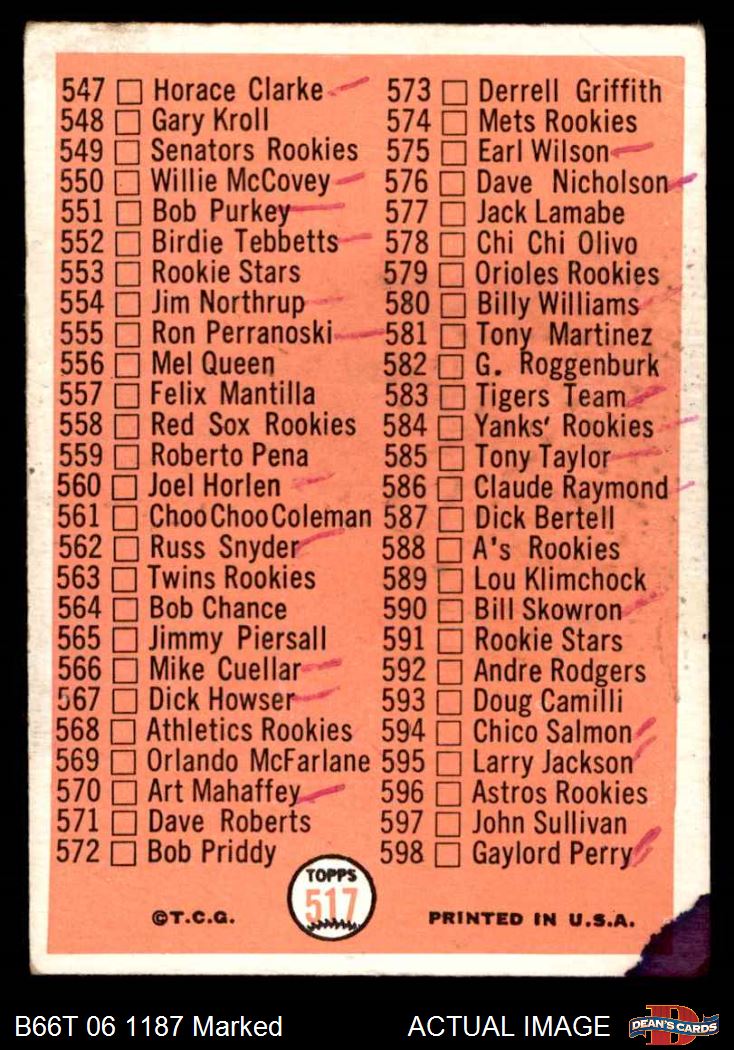 547 Horace Clarke
548 Gary Kroll
549 Senators Rookies
550 Willie McCovey
551 Bob Purkey
552 Birdie Tebbetts
553 Rookie Stars
554 Jim Northrup
555 Ron Perranoski
556 Mel Queen
557 Felix Mantilla
558 Red Sox Rookies
559 Roberto Pena
560 Joel Horlen
561 Choo Choo Coleman
562 Russ Snyder
563 Twins Rookies
564 Bob Chance
565 Jimmy Piersall
566 Mike Cuellar
567 Dick Howser
568 Athletics Rookies
569 Orlando McFarlane
570 Art Mahaffey
571 Dave Roberts
572 Bob Priddy
573 Derrell Griffith
574 Mets Rookies
575 Earl Wilson
576 Dave Nicholson
577 Jack Lamabe
578 Chi Chi Olivo
579 Orioles Rookies
580 Billy Williams
581 Tony Martinez
582 G. Roggenburk
583 Tigers Team
584 Yanks' Rookies
585 Tony Taylor
586 Claude Raymond
587 Dick Bertell
588 A's Rookies
589 Lou Klimchock
590 Bill Skowron
591 Rookie Stars
592 Andre Rodgers
593 Doug Camilli
594 Chico Salmon
595 Larry Jackson
596 Astros Rookies
597 John Sullivan
598 Gaylord Perry
TOPPS
517
©T.C.G.
PRINTED IN U.S.A.
B66T 06 1187 Marked
ACTUAL IMAGE
DEAN'S CARDS